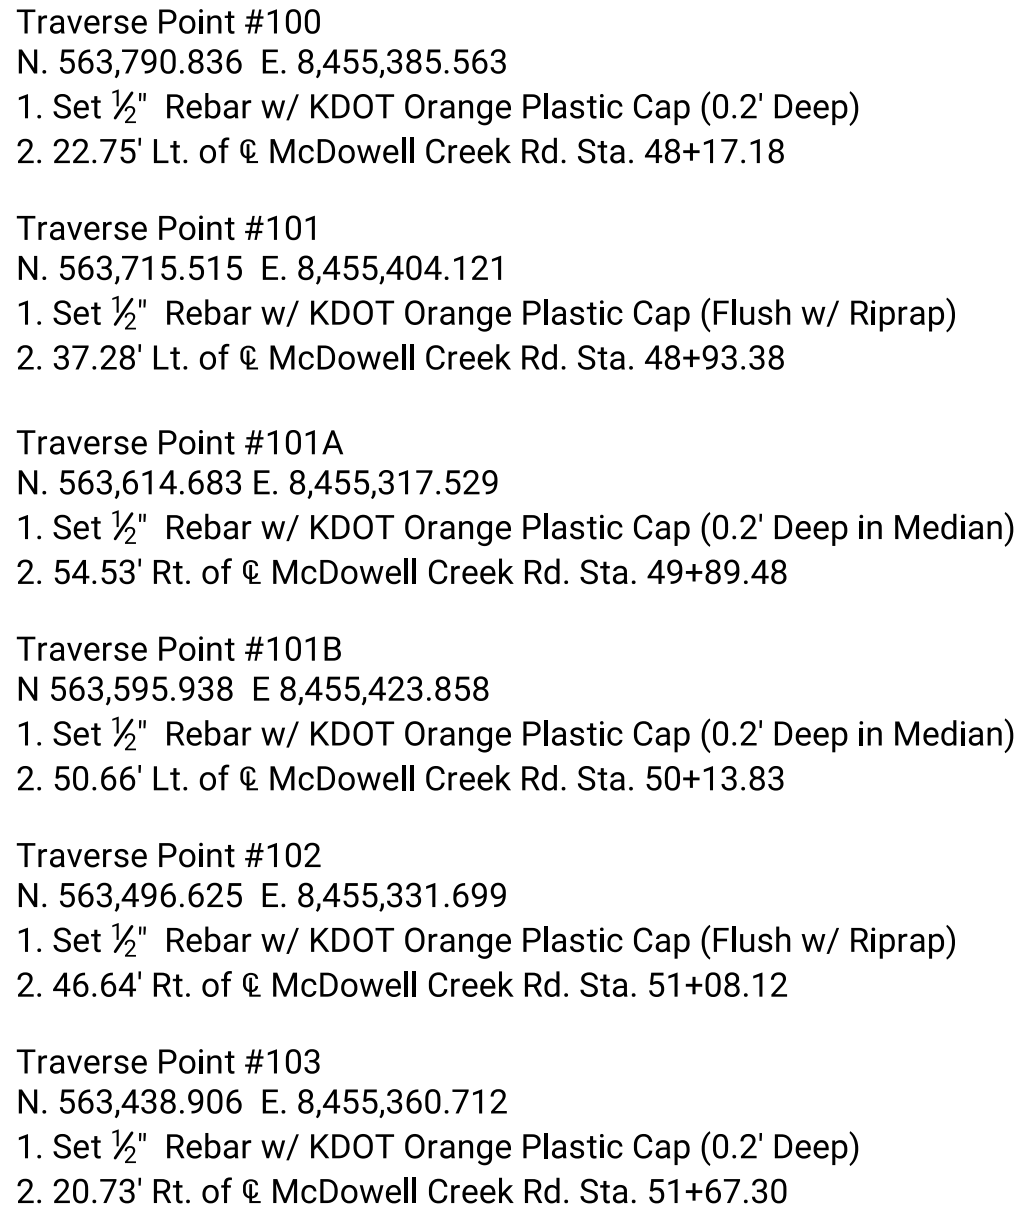 Traverse Point #100
N. 563,790.836  E. 8,455,385.563
1. Set ½"  Rebar w/ KDOT Orange Plastic Cap (0.2' Deep)
2. 22.75' Lt. of ℄ McDowell Creek Rd. Sta. 48+17.18
Traverse Point #101
N. 563,715.515  E. 8,455,404.121
1. Set ½"  Rebar w/ KDOT Orange Plastic Cap (Flush w/ Riprap)
2. 37.28' Lt. of ℄ McDowell Creek Rd. Sta. 48+93.38
Traverse Point #101A
N. 563,614.683 E. 8,455,317.529
1. Set ½"  Rebar w/ KDOT Orange Plastic Cap (0.2' Deep in Median)
2. 54.53' Rt. of ℄ McDowell Creek Rd. Sta. 49+89.48
Traverse Point #101B
N 563,595.938  E 8,455,423.858
1. Set ½"  Rebar w/ KDOT Orange Plastic Cap (0.2' Deep in Median)
2. 50.66' Lt. of ℄ McDowell Creek Rd. Sta. 50+13.83
Traverse Point #102
N. 563,496.625  E. 8,455,331.699
1. Set ½"  Rebar w/ KDOT Orange Plastic Cap (Flush w/ Riprap)
2. 46.64' Rt. of ℄ McDowell Creek Rd. Sta. 51+08.12
Traverse Point #103
N. 563,438.906  E. 8,455,360.712
1. Set ½"  Rebar w/ KDOT Orange Plastic Cap (0.2' Deep)
2. 20.73' Rt. of ℄ McDowell Creek Rd. Sta. 51+67.30